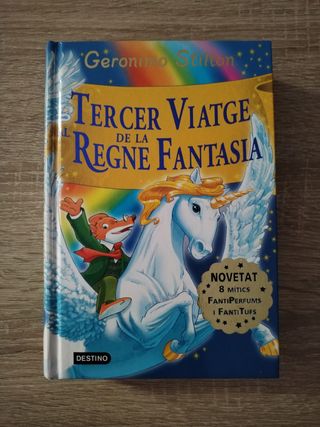 Geronimo Stilton
TERCER VIATGE
AL
DE LA
REGNE FANTASIA
NOVETAT
8 MÍTICS
FANTIPERFUMS
I FANTITUFS
DESTINO